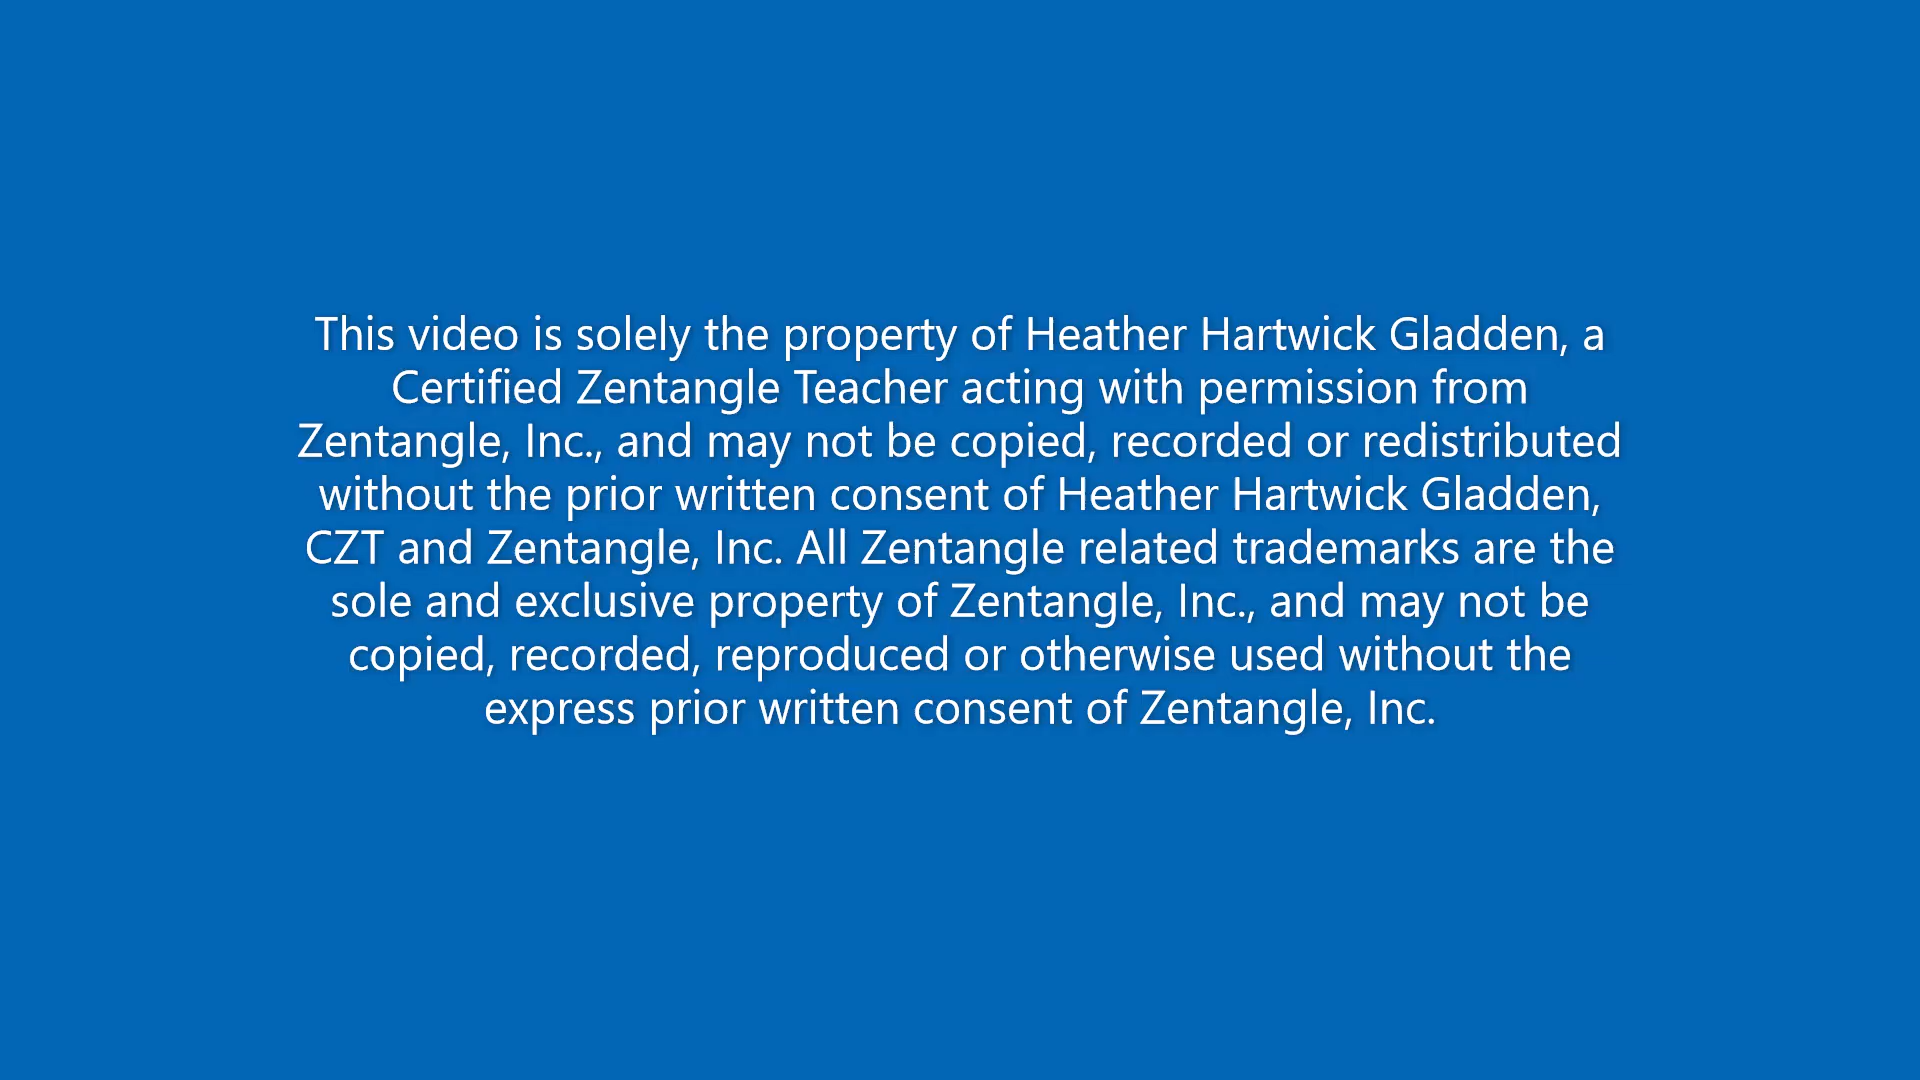 This video is solely the property of Heather Hartwick Gladden, a
Certified Zentangle Teacher acting with permission from
Zentangle, Inc., and may not be copied, recorded or redistributed
without the prior written consent of Heather Hartwick Gladden,
CZT and Zentangle, Inc. All Zentangle related trademarks are the
sole and exclusive property of Zentangle, Inc., and may not be
copied, recorded, reproduced or otherwise used without the
express prior written consent of Zentangle, Inc.